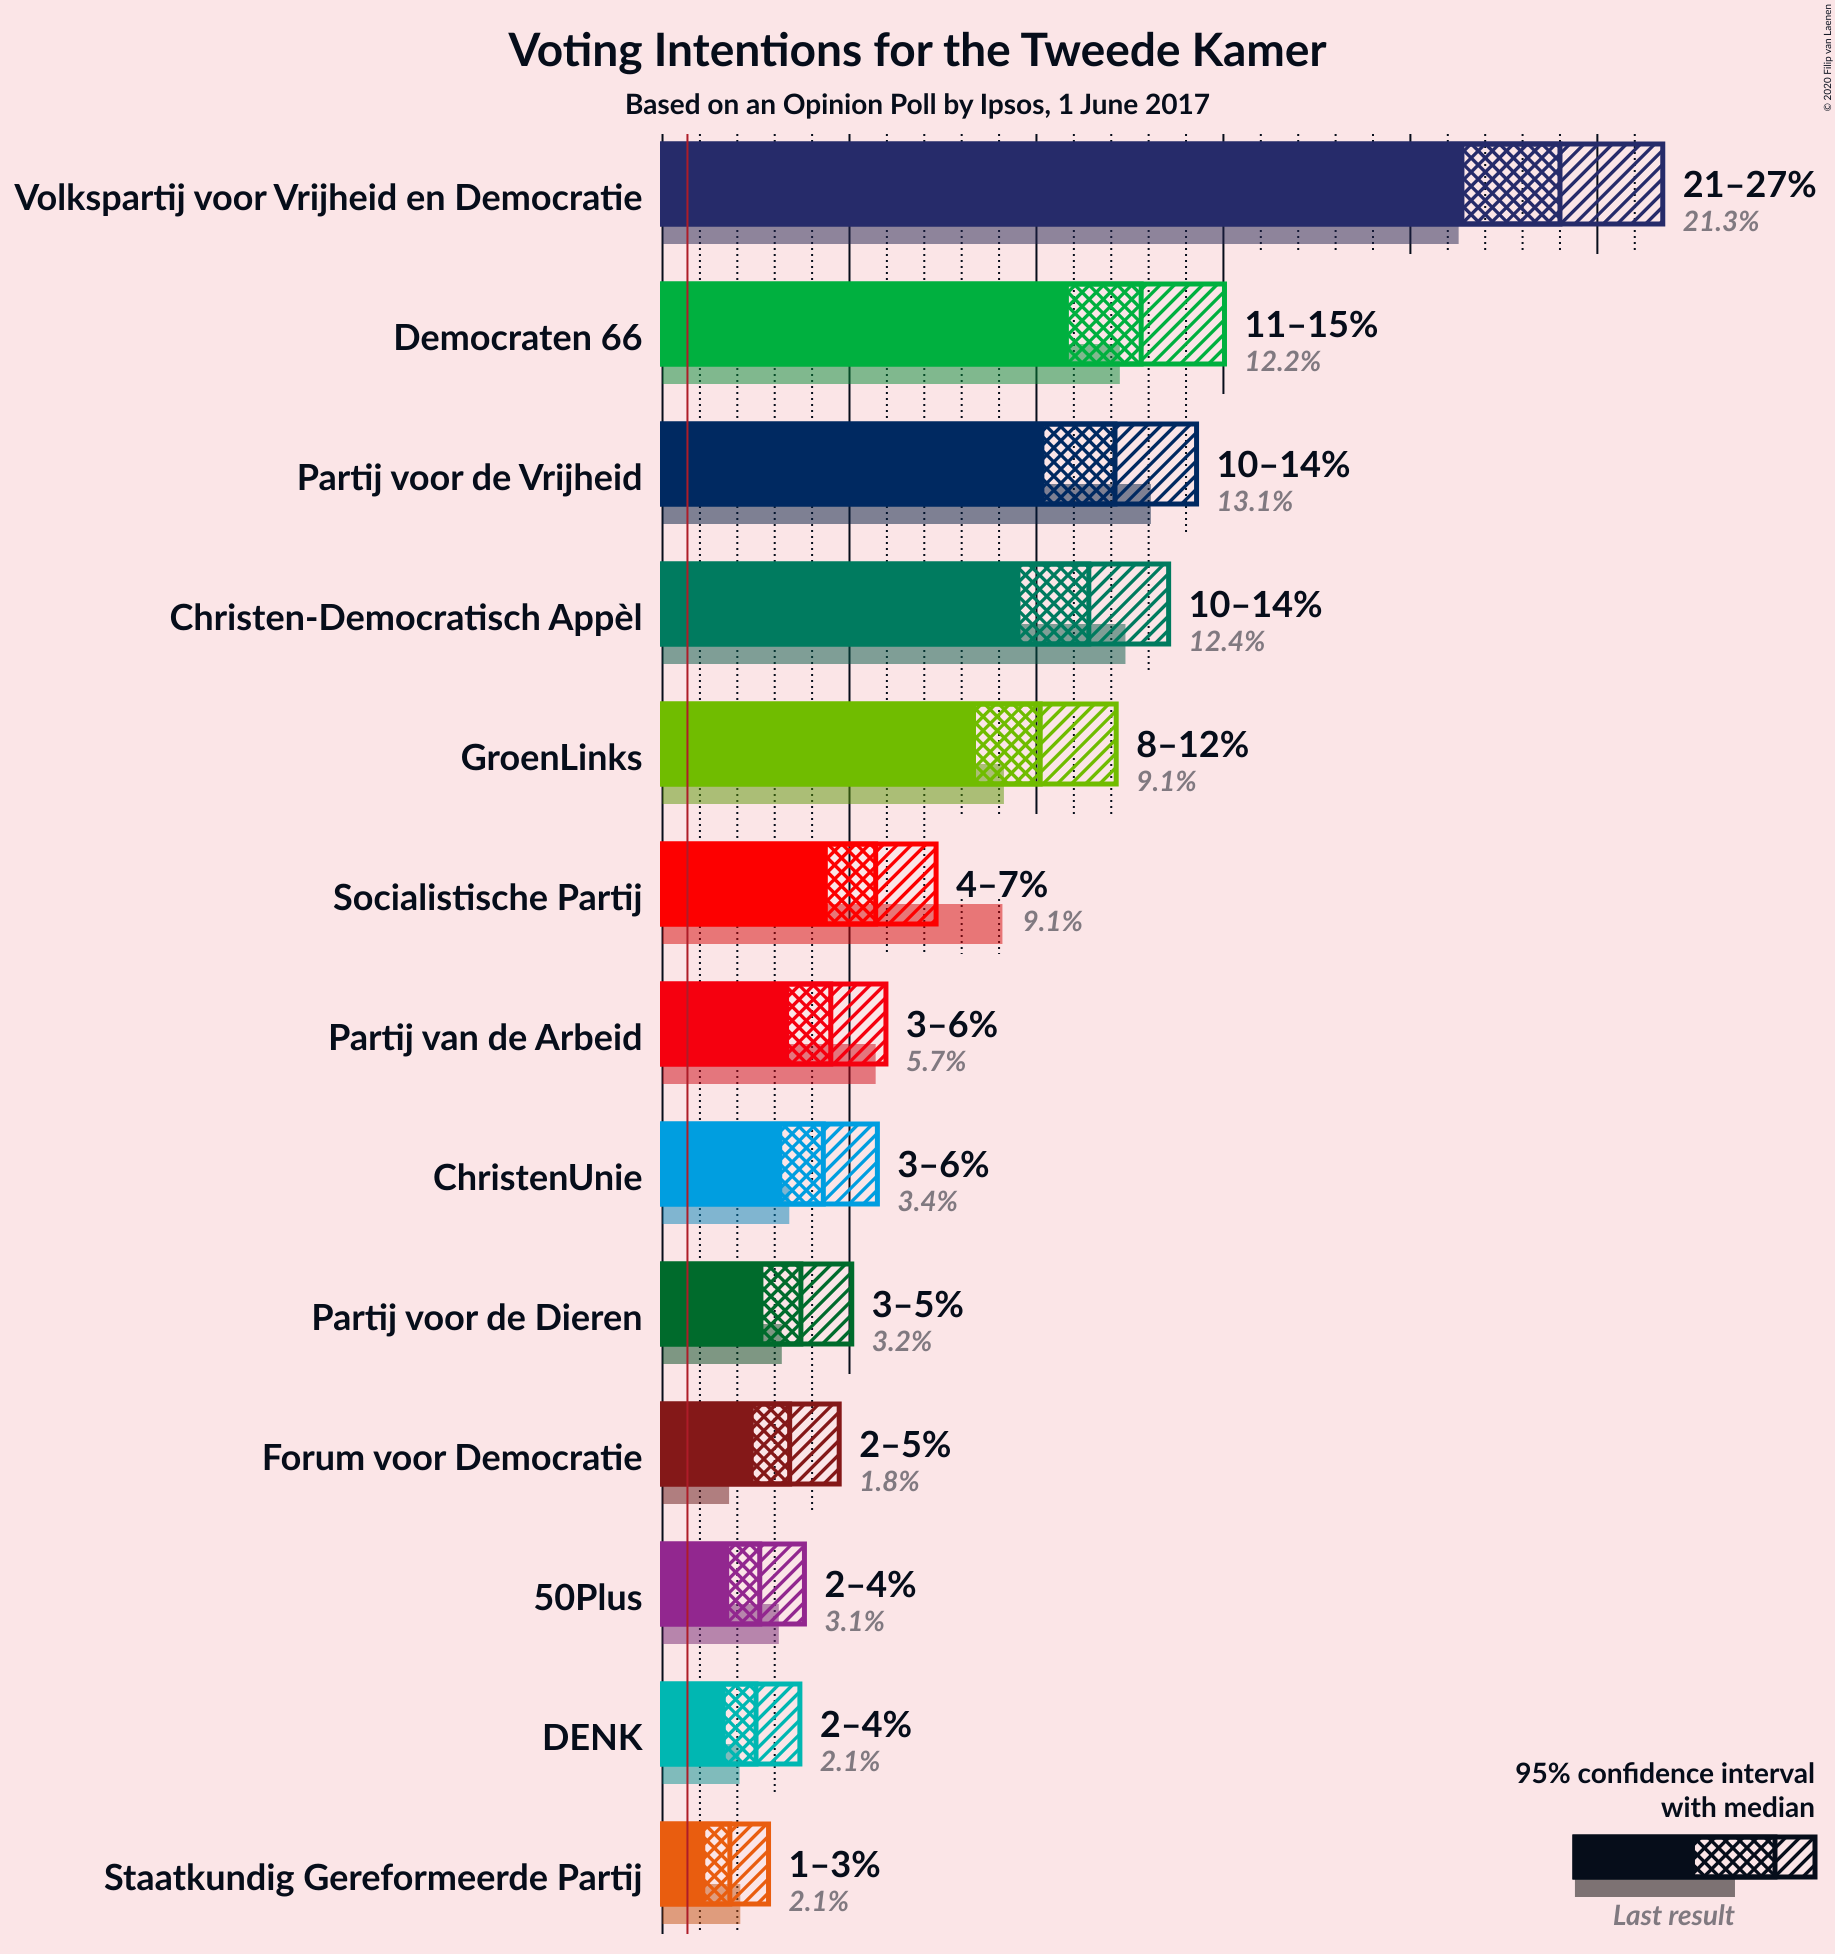 Voting Intentions for the Tweede Kamer
Based on an Opinion Poll by Ipsos, 1 June 2017
© 2020 Filip van Laenen
Volkspartij voor Vrijheid en Democratie
21–27%
21.3%
Democraten 66
11–15%
12.2%
Partij voor de Vrijheid
10–14%
13.1%
Christen-Democratisch Appèl
10–14%
12.4%
GroenLinks
8–12%
9.1%
Socialistische Partij
4–7%
9.1%
Partij van de Arbeid
3–6%
5.7%
ChristenUnie
3–6%
3.4%
Partij voor de Dieren
3–5%
3.2%
Forum voor Democratie
2–5%
1.8%
50Plus
2–4%
3.1%
DENK
2–4%
2.1%
Staatkundig Gereformeerde Partij
1–3%
2.1%
95% confidence interval
with median
Last result